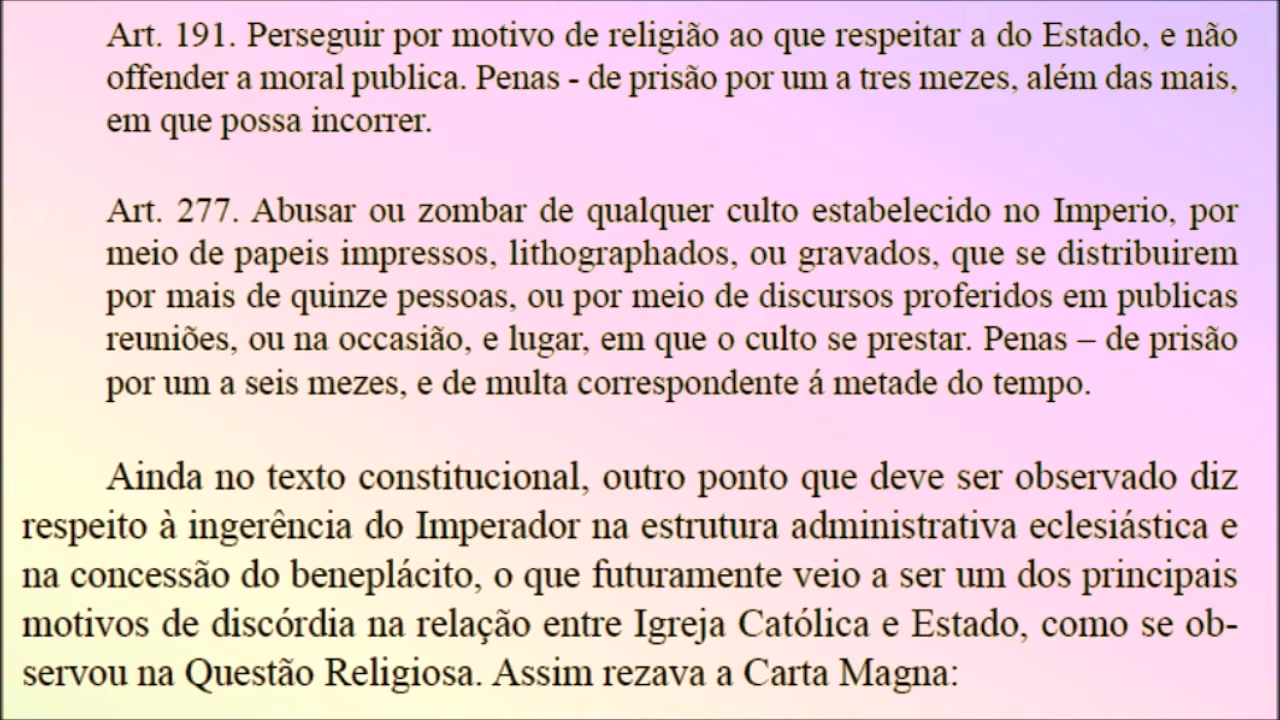 Art. 191. Perseguir por motivo de religião ao que respeitar a do Estado, e não
offender a moral publica. Penas - de prisão por um a tres mezes, além das mais,
em que possa incorrer.
Art. 277. Abusar ou zombar de qualquer culto estabelecido no Imperio, por
meio de papeis impressos, lithographados, ou gravados, que se distribuirem
por mais de quinze pessoas, ou por meio de discursos proferidos em publicas
reuniões, ou na occasião, e lugar, em que o culto se prestar. Penas – de prisão
por um a seis mezes, e de multa correspondente á metade do tempo.
Ainda no texto constitucional, outro ponto que deve ser observado diz
respeito à ingerência do Imperador na estrutura administrativa eclesiástica e
na concessão do beneplácito, o que futuramente veio a ser um dos principais
motivos de discórdia na relação entre Igreja Católica e Estado, como se ob-
servou na Questão Religiosa. Assim rezava a Carta Magna: